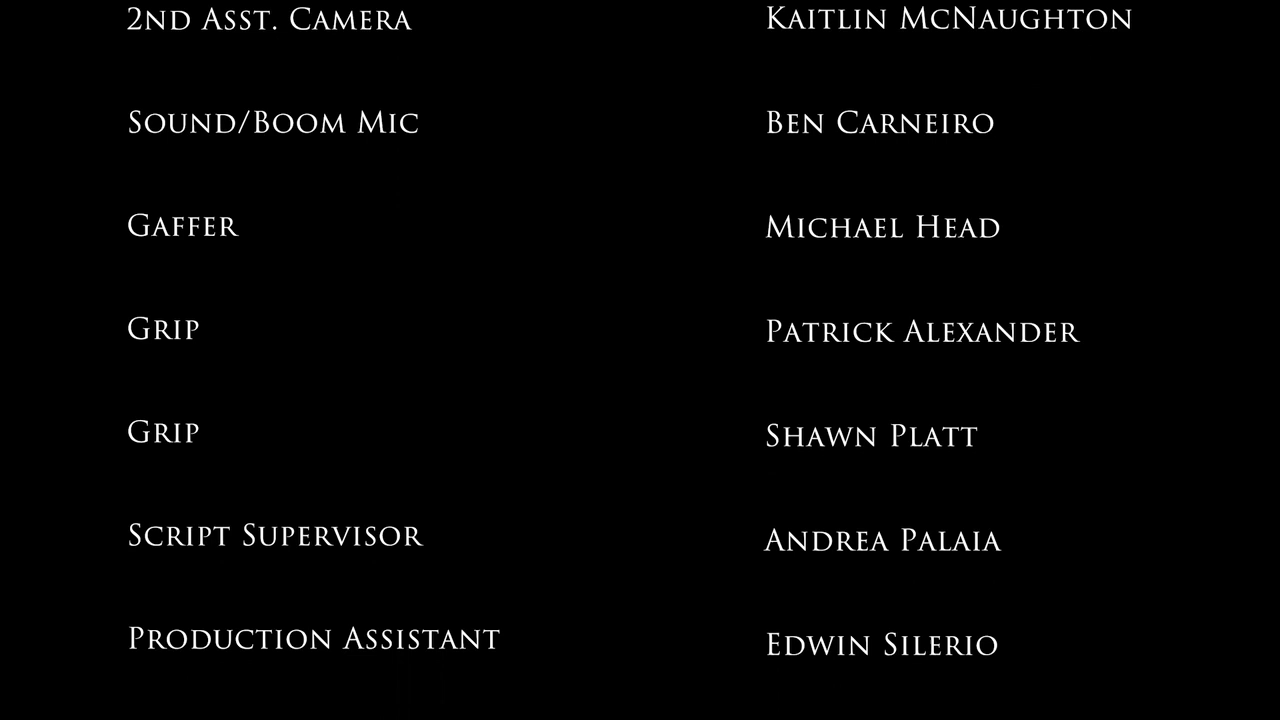 2nd Asst. Camera Kaitlin McNaughton
Sound/Boom Mic Ben Carneiro
Gaffer Michael Head
Grip Patrick Alexander
Grip Shawn Platt
Script Supervisor Andrea Palaia
Production Assistant Edwin Silerio